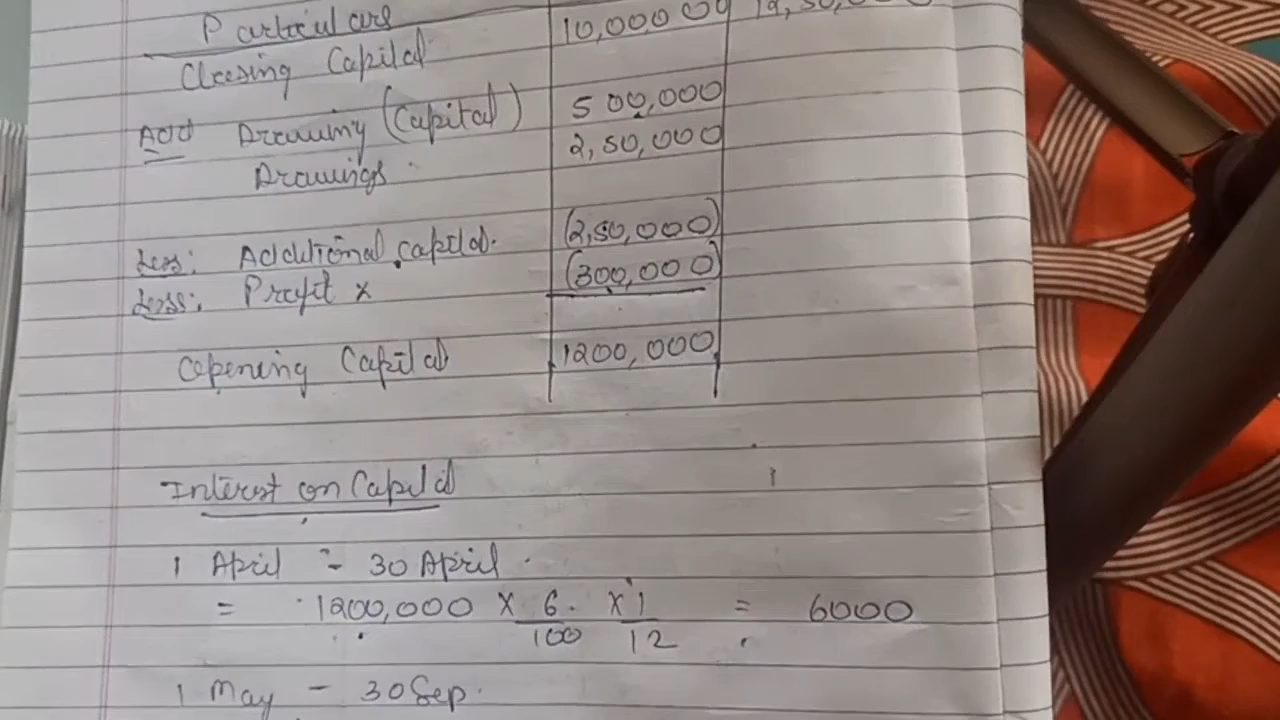 Particulars 10,00,000
Closing Capital
Add Drawing (Capital) 500,000
Drawings 2,50,000
Less: Additional capital. (2,50,000)
Less: Profit x (300,000)
Opening Capital 1200,000
Interest on Capital
1 April - 30 April
= 1200,000 x 6/100 x 1/12 = 6000
1 May - 30 Sep.